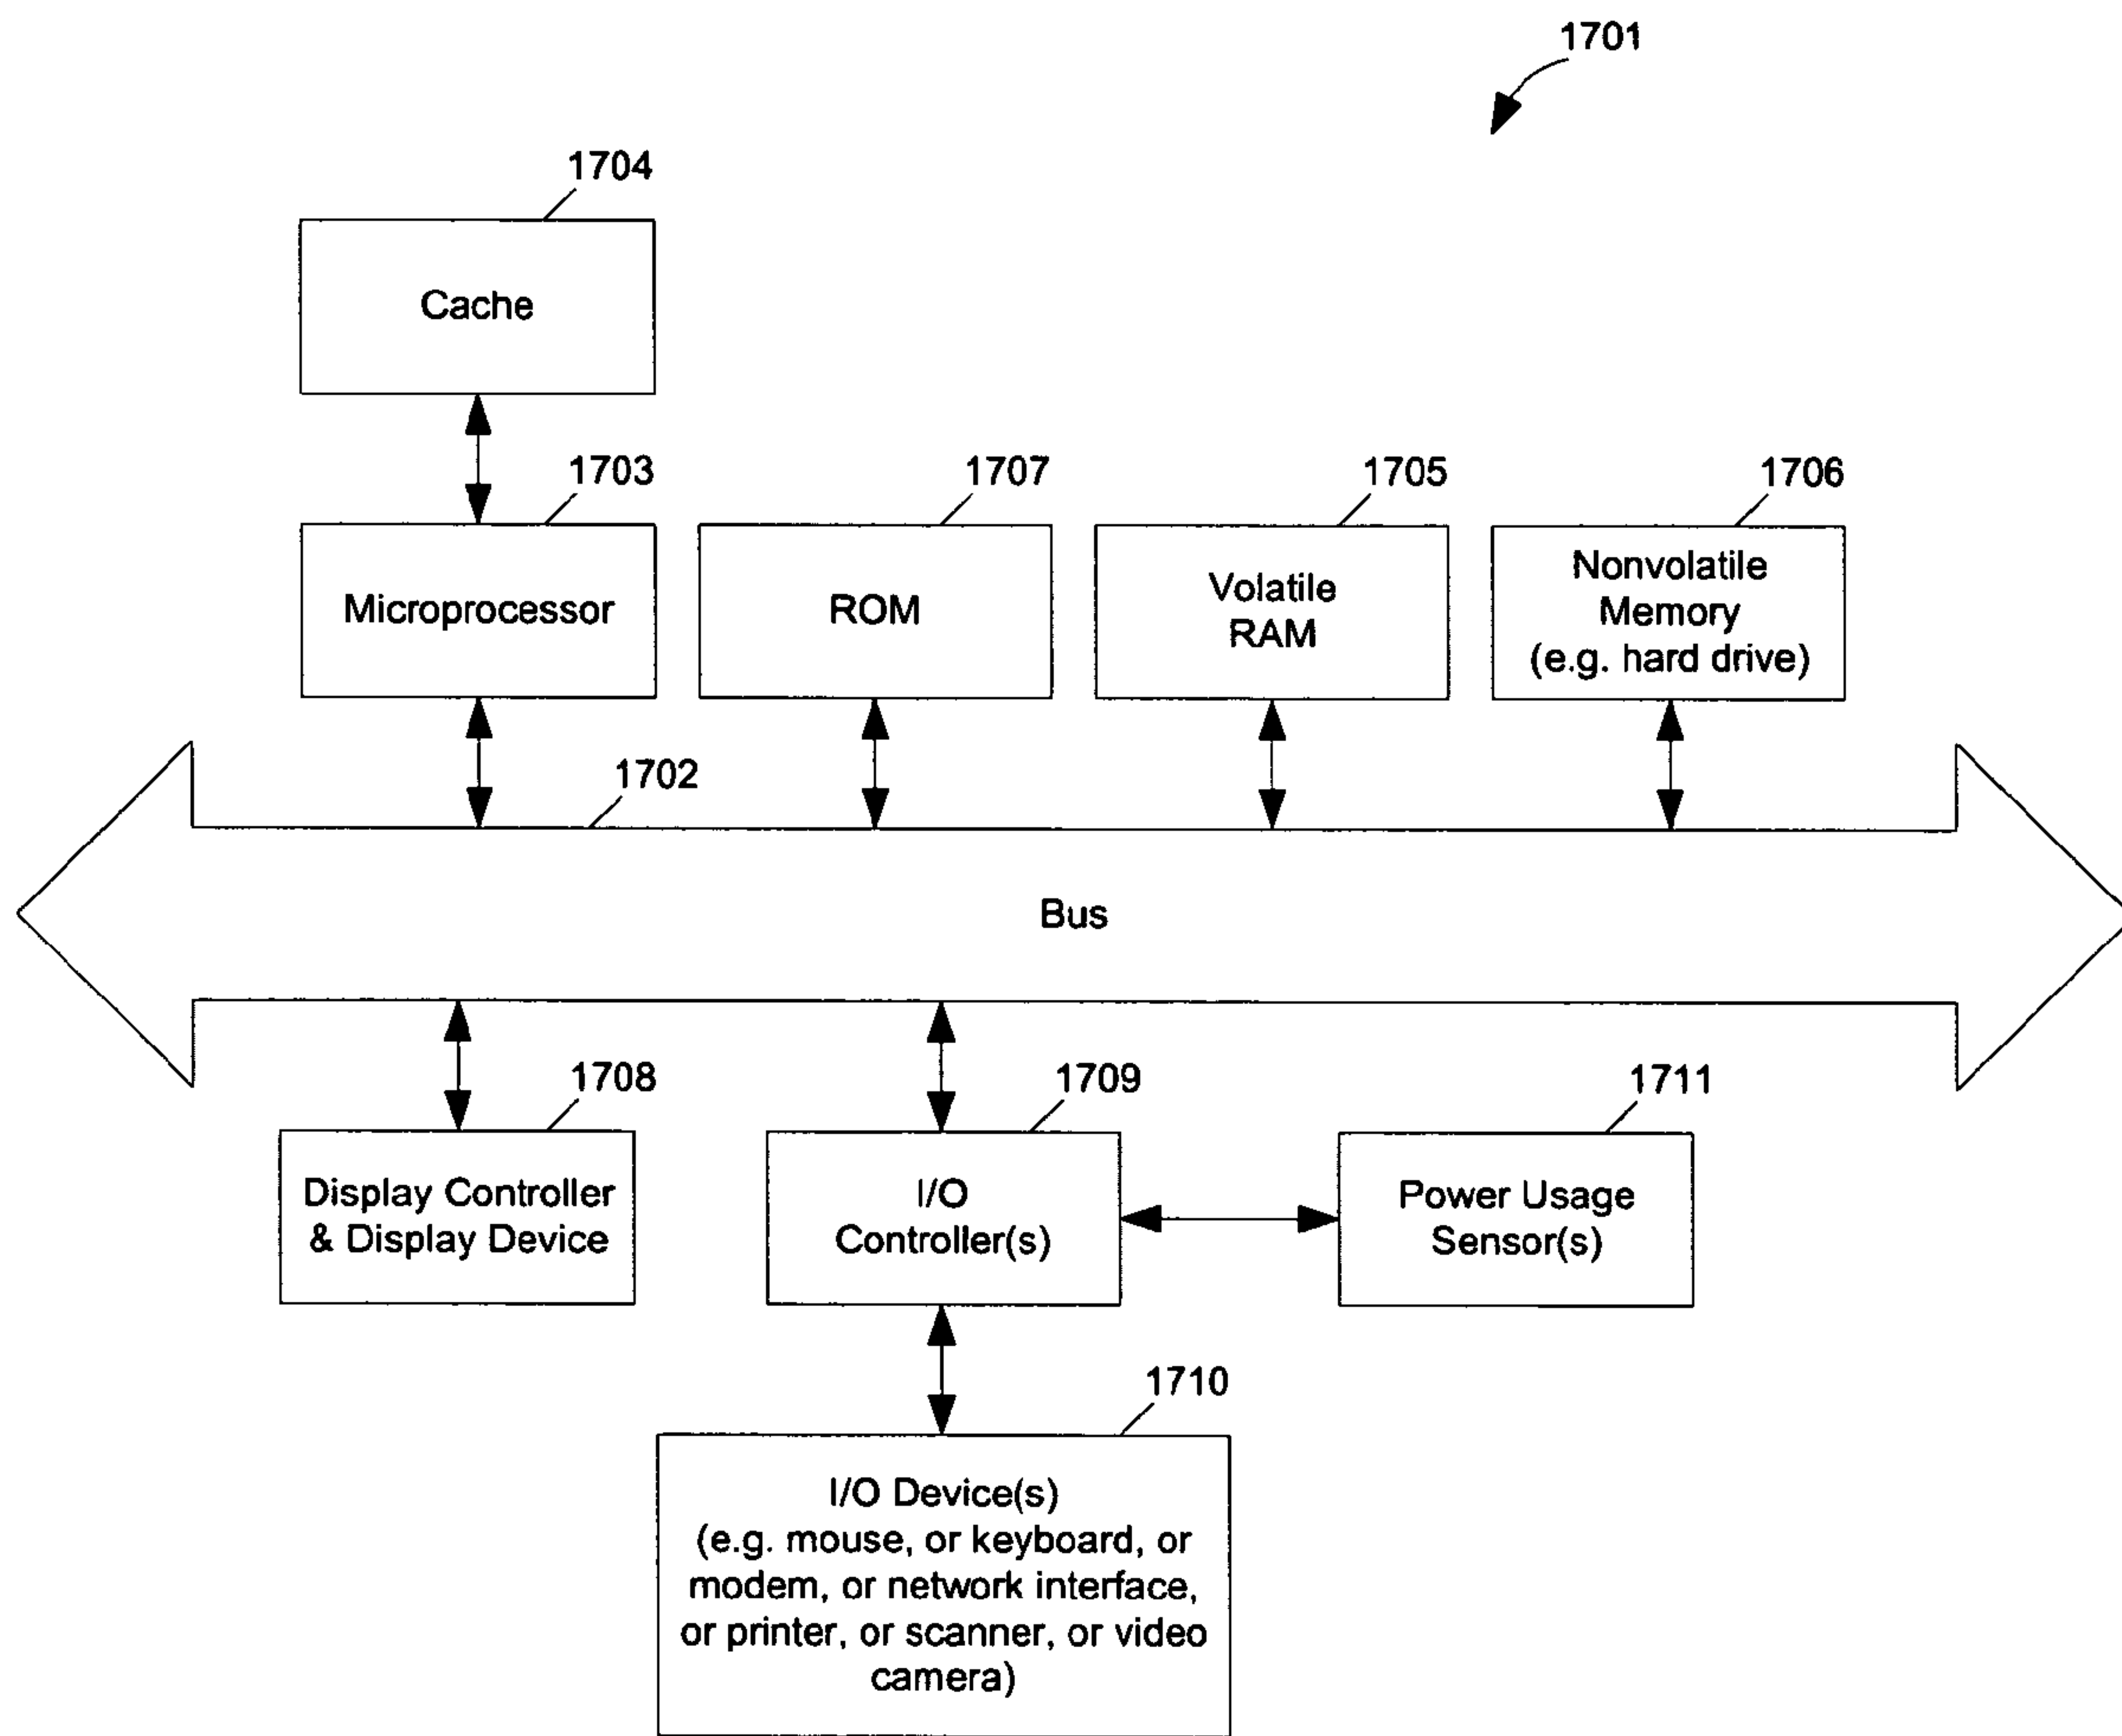 1701
1704
Cache
1703
1707
1705
1706
Microprocessor
ROM
Volatile
RAM
Nonvolatile
Memory
(e.g. hard drive)
1702
Bus
1708
1709
1711
Display Controller
& Display Device
I/O
Controller(s)
Power Usage
Sensor(s)
1710
I/O Device(s)
(e.g. mouse, or keyboard, or
modem, or network interface,
or printer, or scanner, or video
camera)